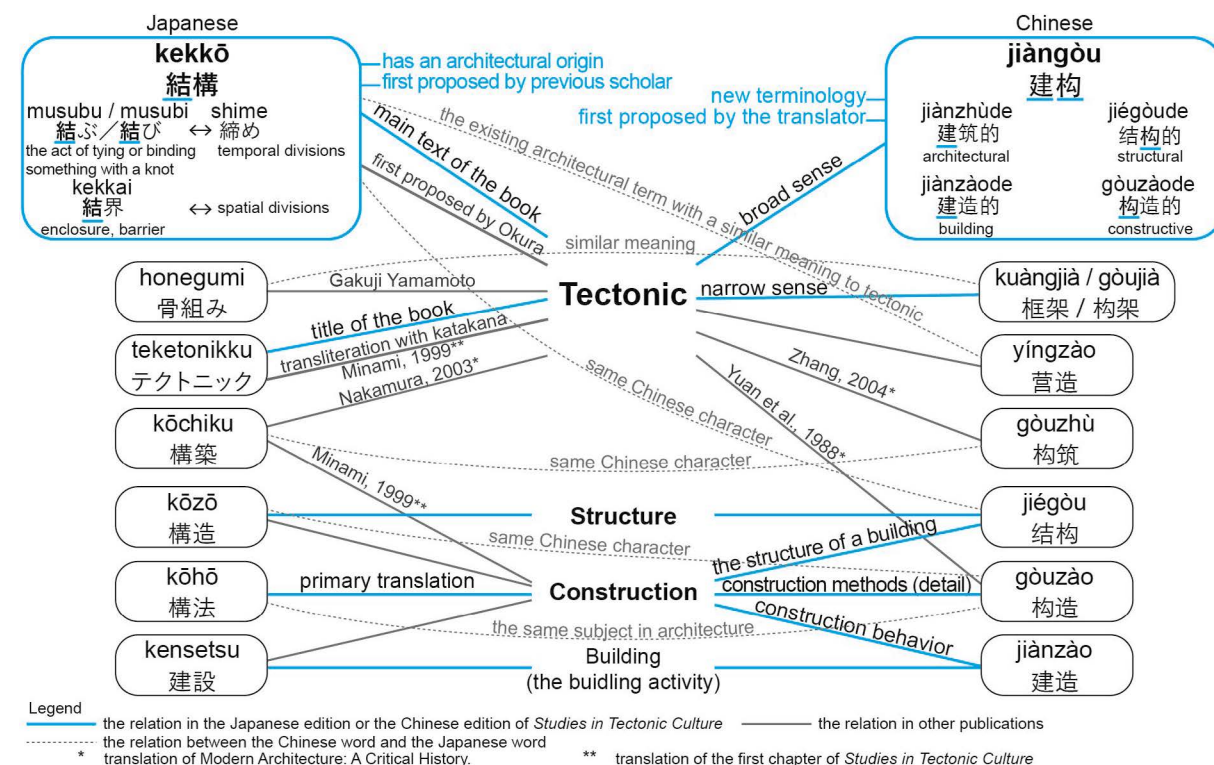 Japanese
kekkō
結構
musubu / musubi
結ぶ／結び
the act of tying or binding
something with a knot
↔
shime
締め
temporal divisions
kekkai
結界
enclosure, barrier
↔ spatial divisions
has an architectural origin
first proposed by previous scholar
Chinese
jiàngòu
建构
jiànzhùde
建筑的
architectural
jiégòude
结构的
structural
jiànzàode
建造的
building
gòuzàode
构造的
constructive
new terminology
first proposed by the translator
main text of the book
first proposed by Okura
the existing architectural term with a similar meaning to tectonic
broad sense
similar meaning
honegumi
骨組み
Gakuji Yamamoto
Tectonic
narrow sense
kuàngjià / gòujià
框架 / 构架
teketonikku
テクトニック
title of the book
transliteration with katakana
Minami, 1999**
Nakamura, 2003*
same Chinese character
Zhang, 2004*
Yuan et al., 1988*
yíngzào
营造
kōchiku
構築
Minami, 1999**
same Chinese character
gòuzhù
构筑
kōzō
構造
Structure
same Chinese character
jiégòu
结构
the structure of a building
kōhō
構法
primary translation
Construction
construction methods (detail)
gòuzào
构造
the same subject in architecture
construction behavior
kensetsu
建設
Building
(the buidling activity)
jiànzào
建造
Legend
the relation in the Japanese edition or the Chinese edition of Studies in Tectonic Culture
the relation in other publications
the relation between the Chinese word and the Japanese word
* translation of Modern Architecture: A Critical History.
** translation of the first chapter of Studies in Tectonic Culture